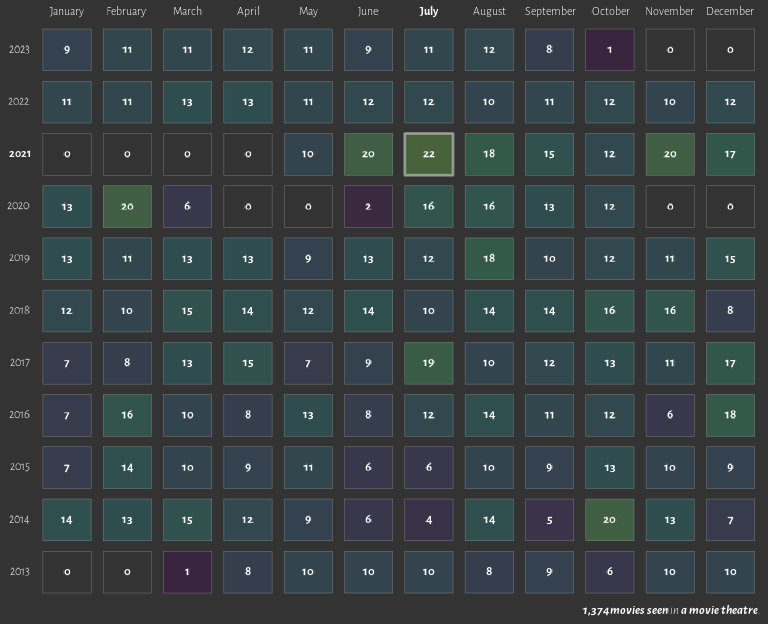 January February March April May June July August September October November December
2023 9 11 11 12 11 9 11 12 8 1 0 0
2022 11 11 13 13 11 12 12 10 11 12 10 12
2021 0 0 0 0 10 20 22 18 15 12 20 17
2020 13 20 6 0 0 2 16 16 13 12 0 0
2019 13 11 13 13 9 13 12 18 10 12 11 15
2018 12 10 15 14 12 14 10 14 14 16 16 8
2017 7 8 13 15 7 9 19 10 12 13 11 17
2016 7 16 10 8 13 8 12 14 11 12 6 18
2015 7 14 10 9 11 6 6 10 9 13 10 9
2014 14 13 15 12 9 6 4 14 5 20 13 7
2013 0 0 1 8 10 10 10 8 9 6 10 10
1,374 movies seen in a movie theatre.